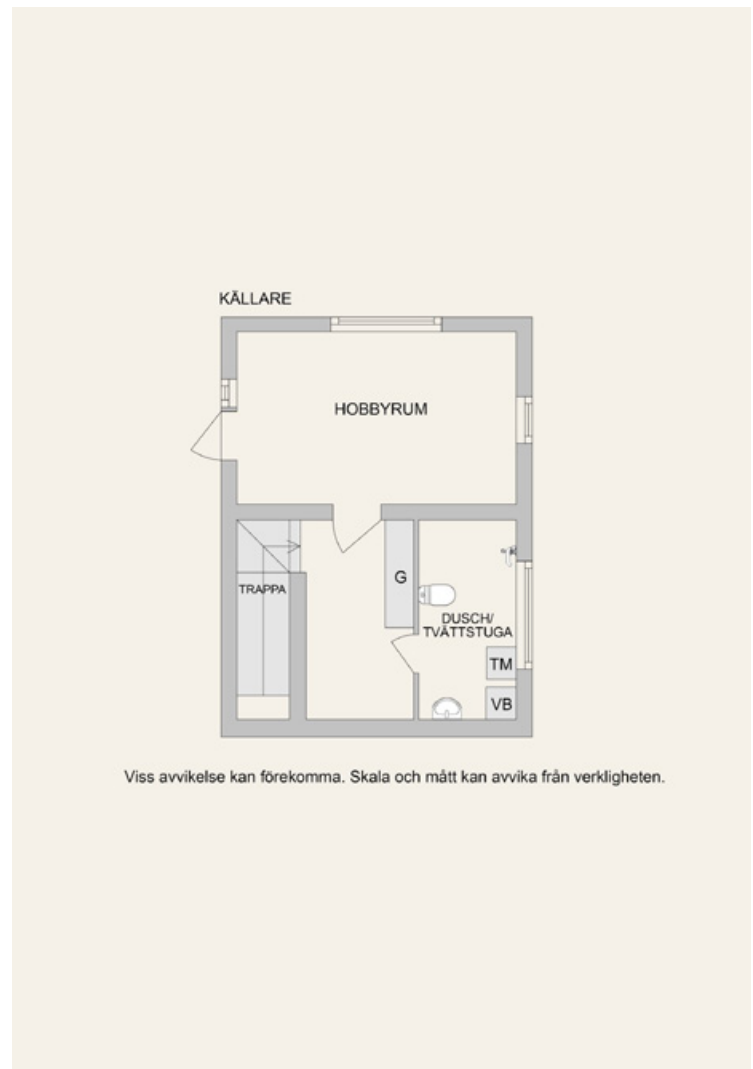 KÄLLARE
HOBBYRUM
G
TRAPPA
DUSCH/
TVÄTTSTUGA
TM
VB
Viss avvikelse kan förekomma. Skala och mått kan avvika från verkligheten.